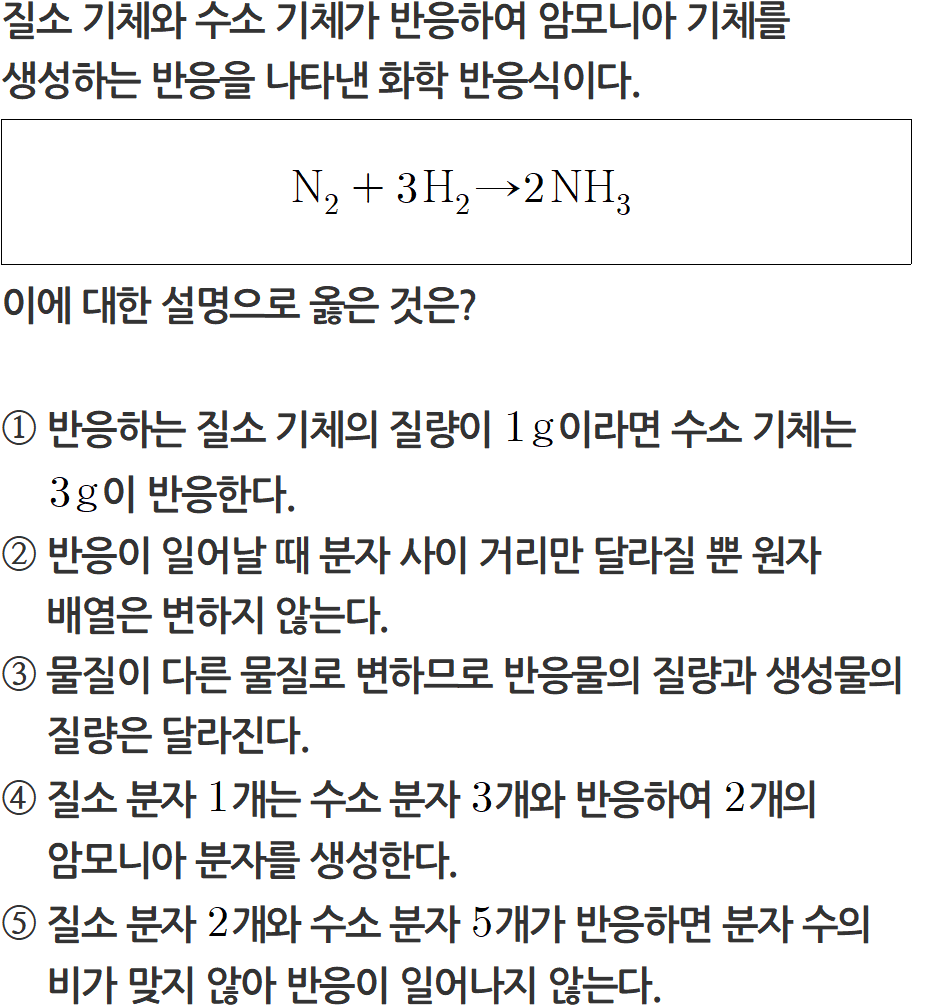 질소 기체와 수소 기체가 반응하여 암모니아 기체를
생성하는 반응을 나타낸 화학 반응식이다.
N₂ + 3H₂ → 2NH₃
이에 대한 설명으로 옳은 것은?
① 반응하는 질소 기체의 질량이 1g이라면 수소 기체는
3g이 반응한다.
② 반응이 일어날 때 분자 사이 거리만 달라질 뿐 원자
배열은 변하지 않는다.
③ 물질이 다른 물질로 변하므로 반응물의 질량과 생성물의
질량은 달라진다.
④ 질소 분자 1개는 수소 분자 3개와 반응하여 2개의
암모니아 분자를 생성한다.
⑤ 질소 분자 2개와 수소 분자 5개가 반응하면 분자 수의
비가 맞지 않아 반응이 일어나지 않는다.